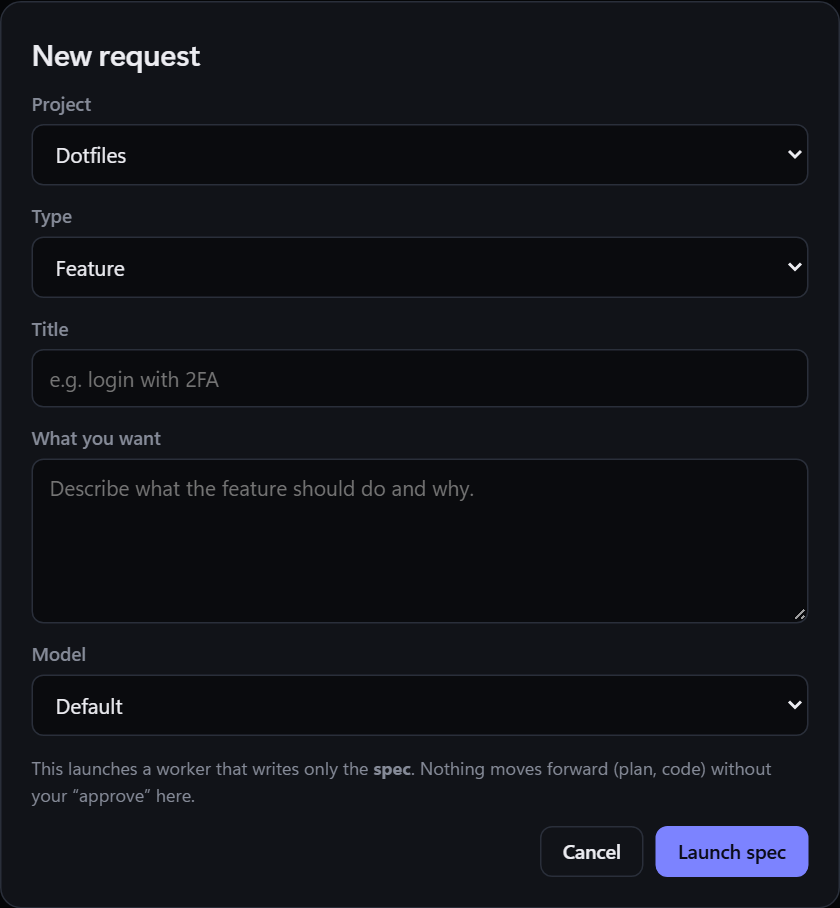 New request
Project
Dotfiles
Type
Feature
Title
e.g. login with 2FA
What you want
Describe what the feature should do and why.
Model
Default
This launches a worker that writes only the spec. Nothing moves forward (plan, code) without
your “approve” here.
Cancel
Launch spec